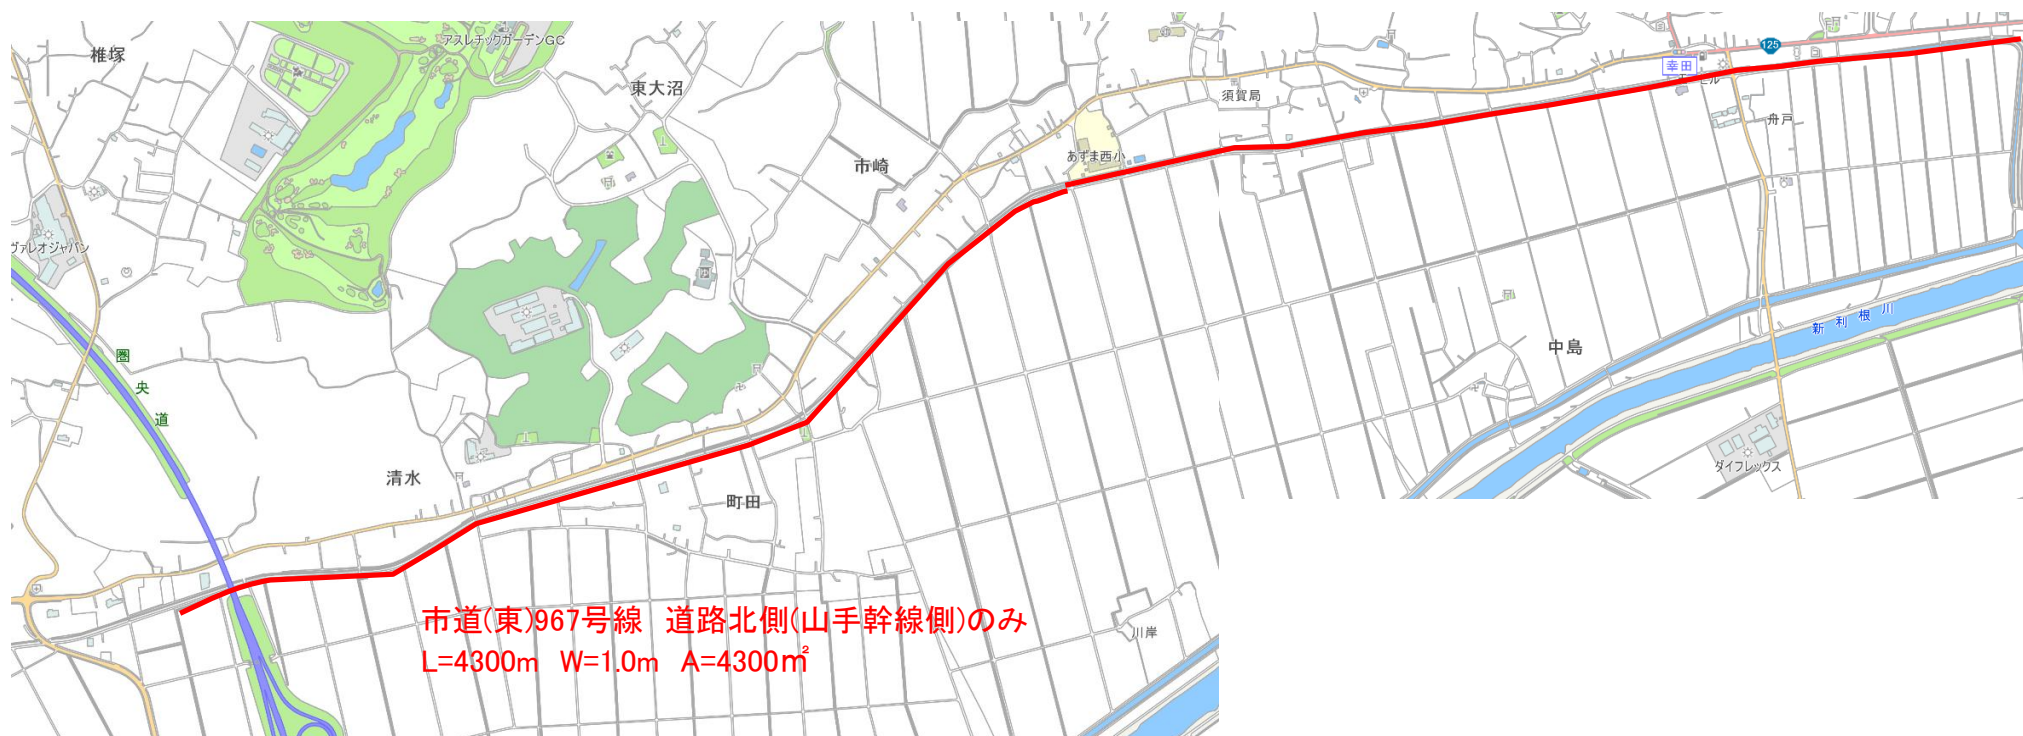 椎塚
アスレチックガーデンGC
東大沼
市崎
須賀局
125
幸田
舟戸
あずま西小
ヴァレオジャパン
圏央道
新利根川
中島
ダイフレックス
清水
町田
川岸
市道(東)967号線 道路北側(山手幹線側)のみ
L=4300m W=1.0m A=4300㎡